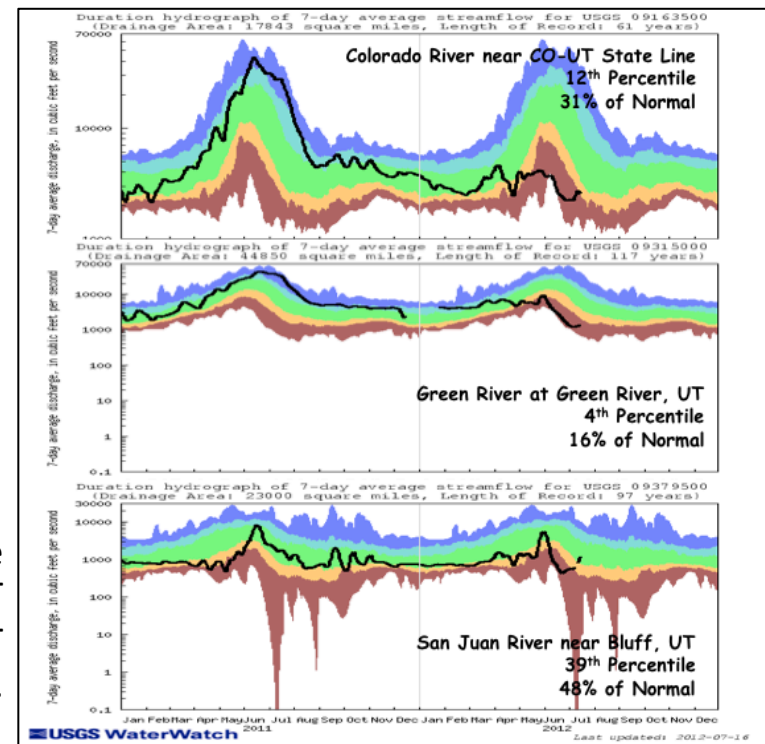 Duration hydrograph of 7-day average streamflow for USGS 09163500
(Drainage Area: 17843 square miles, Length of Record: 61 years)
70000
10000
1000
7-day average discharge, in cubic feet per second
Colorado River near CO-UT State Line
12th Percentile
31% of Normal
Duration hydrograph of 7-day average streamflow for USGS 09315000
(Drainage Area: 44850 square miles, Length of Record: 117 years)
70000
10000
1000
100
10
1
0.1
7-day average discharge, in cubic feet per second
Green River at Green River, UT
4th Percentile
16% of Normal
Duration hydrograph of 7-day average streamflow for USGS 09379500
(Drainage Area: 23000 square miles, Length of Record: 97 years)
30000
10000
1000
100
10
1
0.1
7-day average discharge, in cubic feet per second
San Juan River near Bluff, UT
39th Percentile
48% of Normal
Jan Feb Mar Apr May Jun Jul Aug Sep Oct Nov Dec Jan Feb Mar Apr May Jun Jul Aug Sep Oct Nov Dec
2011 2012
USGS WaterWatch
Last updated: 2012-07-16